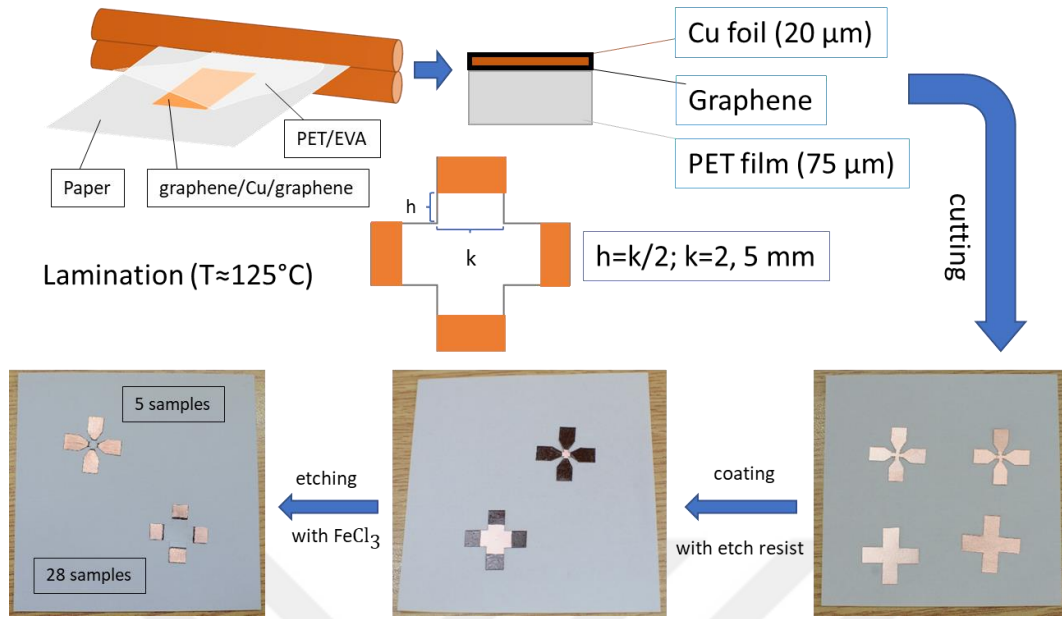 Cu foil (20 µm)
Graphene
PET film (75 µm)
PET/EVA
Paper
graphene/Cu/graphene
h
k
h=k/2; k=2, 5 mm
Lamination (T≈125°C)
cutting
5 samples
28 samples
etching
with FeCl₃
coating
with etch resist